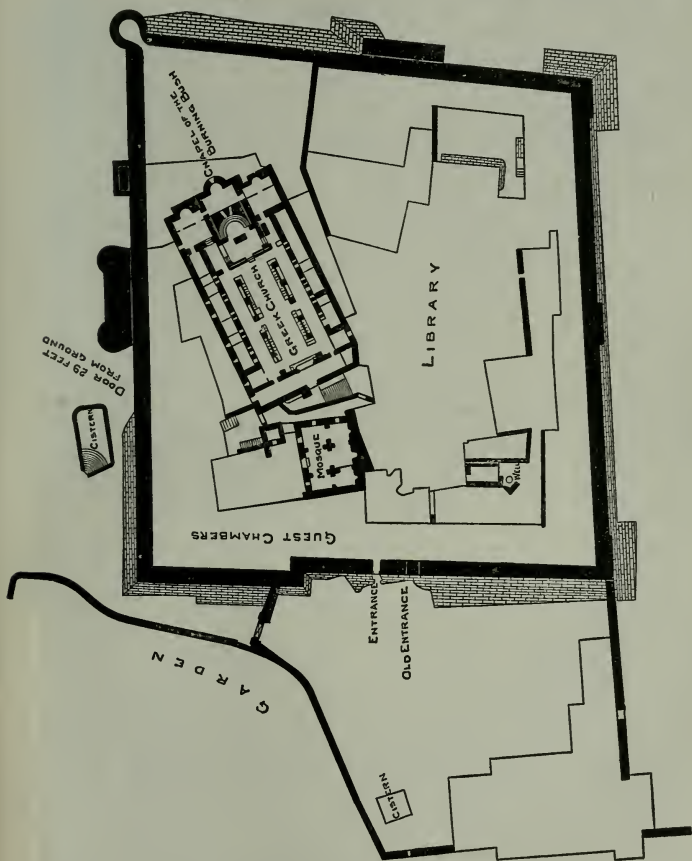 CHAPEL OF THE
BURNING BUSH
GREEK CHURCH
DOOR 29 FEET
FROM GROUND
CISTERN
LIBRARY
MOSQUE
WELL
GUEST CHAMBERS
ENTRANCE
OLD ENTRANCE
GARDEN
CISTERN